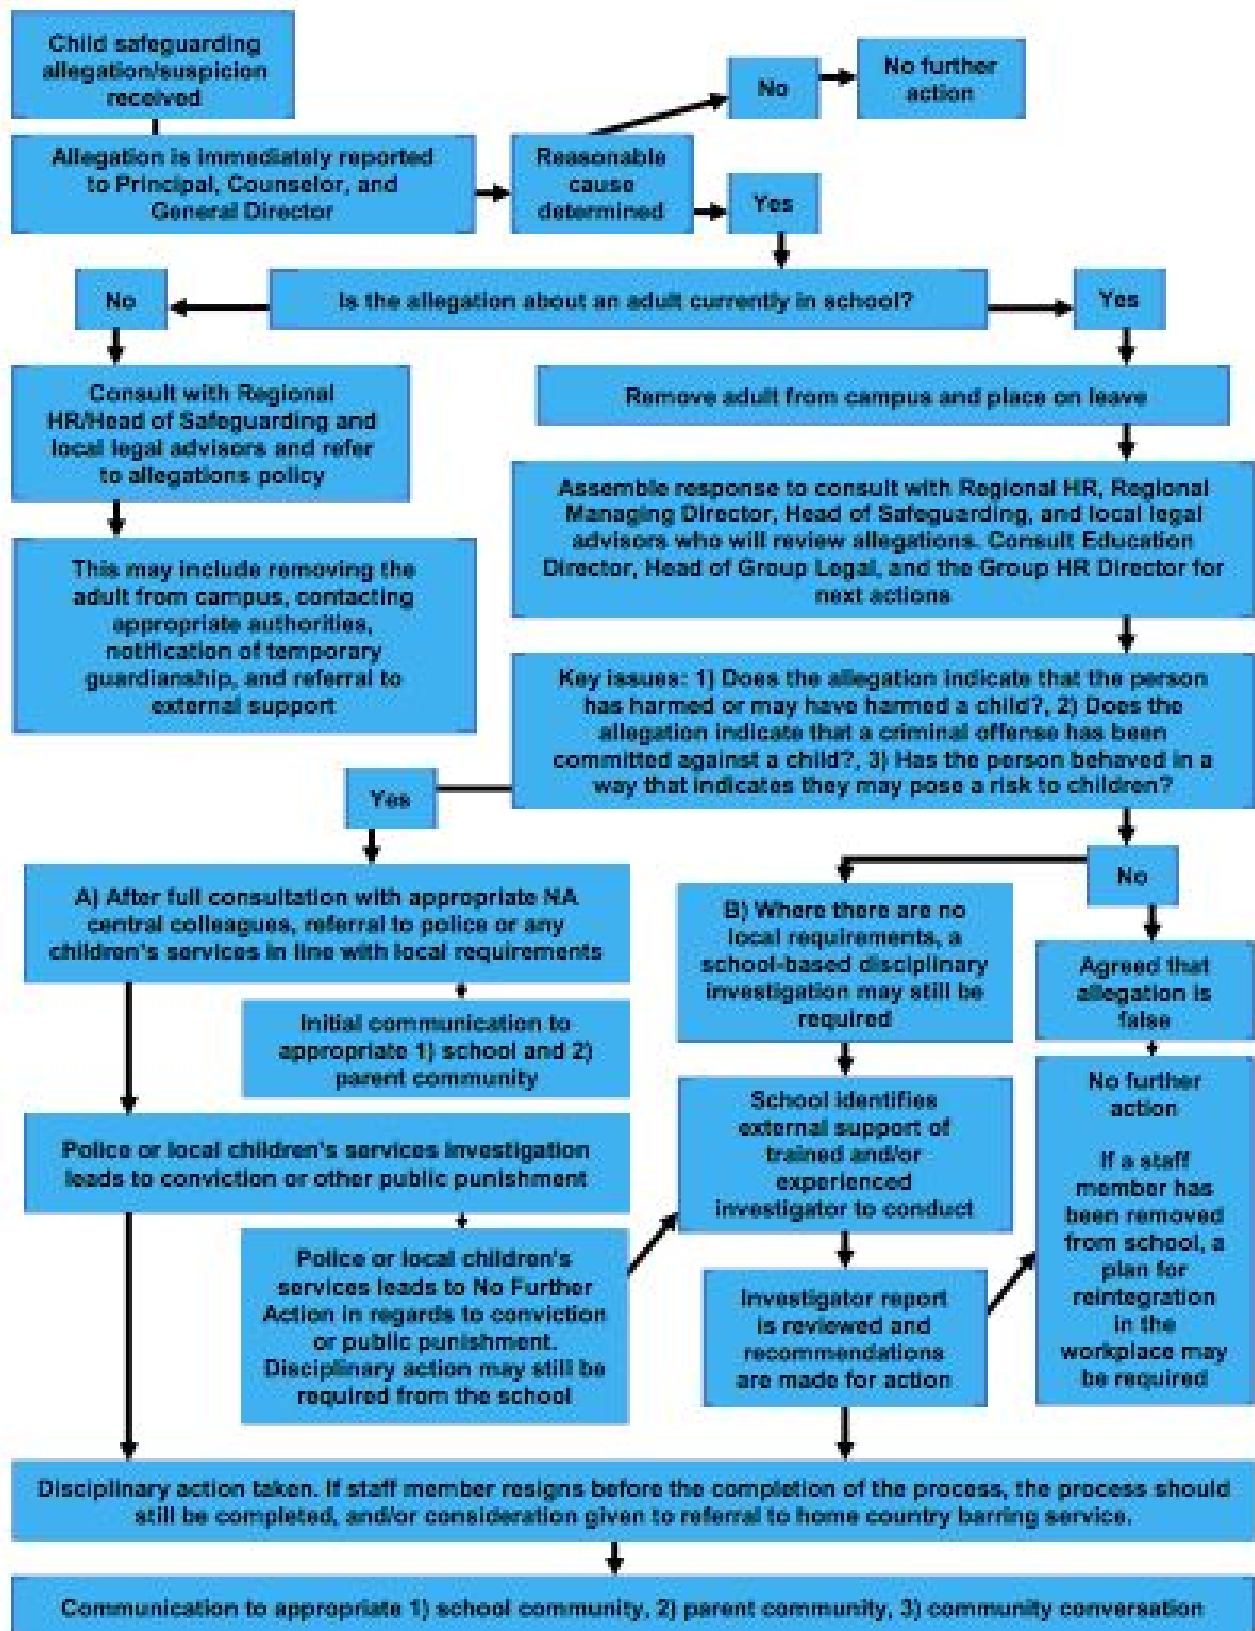 Child safeguarding
allegation/suspicion
received
No
No further
action
Allegation is immediately reported
to Principal, Counselor, and
General Director
Reasonable
cause
determined
Yes
No
Is the allegation about an adult currently in school?
Yes
Consult with Regional
HR/Head of Safeguarding and
local legal advisors and refer
to allegations policy
Remove adult from campus and place on leave
Assemble response to consult with Regional HR, Regional
Managing Director, Head of Safeguarding, and local legal
advisors who will review allegations. Consult Education
Director, Head of Group Legal, and the Group HR Director for
next actions
This may include removing the
adult from campus, contacting
appropriate authorities,
notification of temporary
guardianship, and referral to
external support
Key issues: 1) Does the allegation indicate that the person
has harmed or may have harmed a child?, 2) Does the
allegation indicate that a criminal offense has been
committed against a child?, 3) Has the person behaved in a
way that indicates they may pose a risk to children?
Yes
No
A) After full consultation with appropriate NA
central colleagues, referral to police or any
children's services in line with local requirements
B) Where there are no
local requirements, a
school-based disciplinary
investigation may still be
required
Agreed that
allegation is
false
Initial communication to
appropriate 1) school and 2)
parent community
School identifies
external support of
trained and/or
experienced
investigator to conduct
No further
action
If a staff
member has
been removed
from school, a
plan for
reintegration
in the
workplace may
be required
Police or local children's services investigation
leads to conviction or other public punishment
Police or local children's
services leads to No Further
Action in regards to conviction
or public punishment.
Disciplinary action may still be
required from the school
Investigator report
is reviewed and
recommendations
are made for action
Disciplinary action taken. If staff member resigns before the completion of the process, the process should
still be completed, and/or consideration given to referral to home country barring service.
Communication to appropriate 1) school community, 2) parent community, 3) community conversation